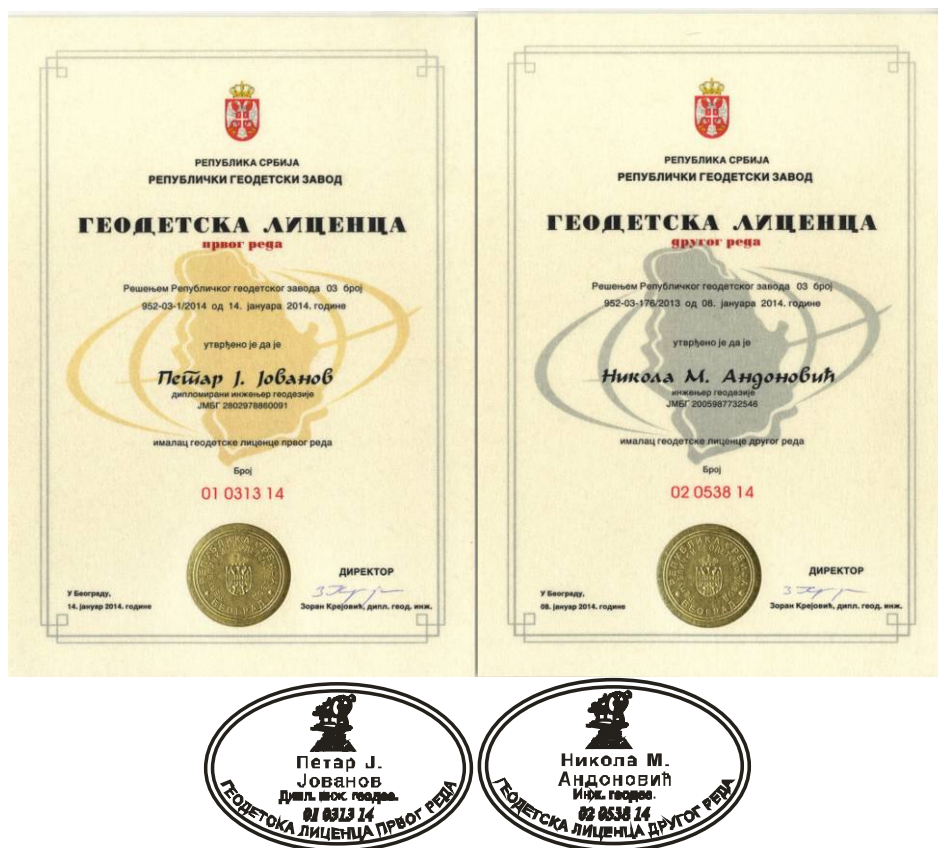 РЕПУБЛИКА СРБИЈА
РЕПУБЛИЧКИ ГЕОДЕТСКИ ЗАВОД
ГЕОДЕТСКА ЛИЦЕНЦА
првог реда
Решењем Републичког геодетског завода 03 број
952-03-1/2014 од 14. јануара 2014. године
утврђено је да је
Петар Ј. Јованов
дипломирани инжењер геодезије
ЈМБГ 2802978860091
ималац геодетске лиценце првог реда
Број
01 0313 14
ДИРЕКТОР
У Београду,
14. јануар 2014. године
Зоран Крејовић, дипл. геод. инж.
РЕПУБЛИКА СРБИЈА
РЕПУБЛИЧКИ ГЕОДЕТСКИ ЗАВОД
ГЕОДЕТСКА ЛИЦЕНЦА
другог реда
Решењем Републичког геодетског завода 03 број
952-03-176/2013 од 08. јануара 2014. године
утврђено је да је
Никола М. Андоновић
инжењер геодезије
ЈМБГ 2005987732546
ималац геодетске лиценце другог реда
Број
02 0538 14
ДИРЕКТОР
У Београду,
08. јануар 2014. године
Зоран Крејовић, дипл. геод. инж.
Петар Ј.
Јованов
Дипл. инж. геодез.
01 0313 14
ГЕОДЕТСКА ЛИЦЕНЦА ПРВОГ РЕДА
Никола М.
Андоновић
Инж. геодез.
02 0538 14
ГЕОДЕТСКА ЛИЦЕНЦА ДРУГОГ РЕДА